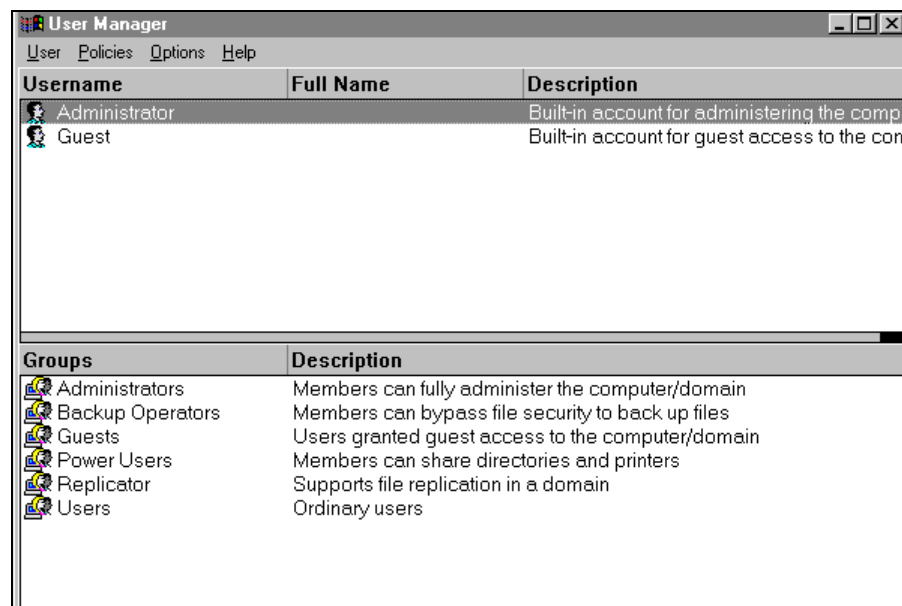 User Manager
User Policies Options Help
Username Full Name Description
Administrator Built-in account for administering the comp
Guest Built-in account for guest access to the con
Groups Description
Administrators Members can fully administer the computer/domain
Backup Operators Members can bypass file security to back up files
Guests Users granted guest access to the computer/domain
Power Users Members can share directories and printers
Replicator Supports file replication in a domain
Users Ordinary users